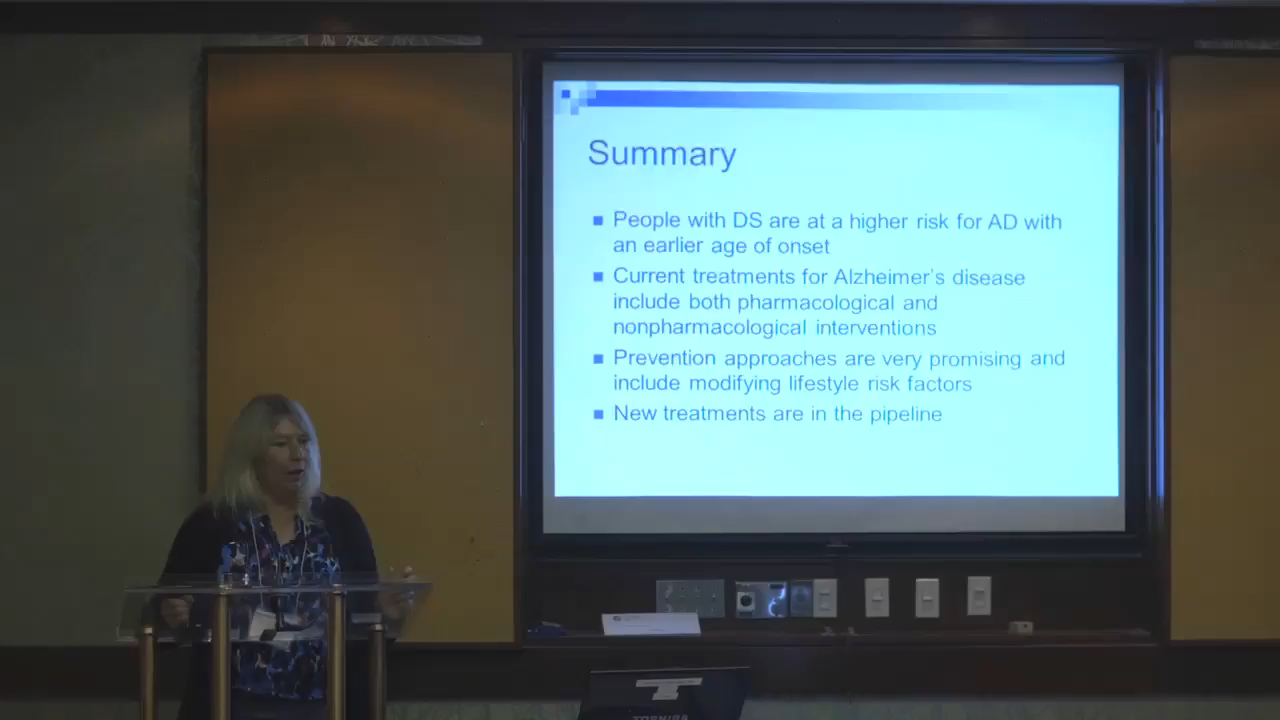 Summary
People with DS are at a higher risk for AD with
an earlier age of onset
Current treatments for Alzheimer's disease
include both pharmacological and
nonpharmacological interventions
Prevention approaches are very promising and
include modifying lifestyle risk factors
New treatments are in the pipeline
TOSHIBA